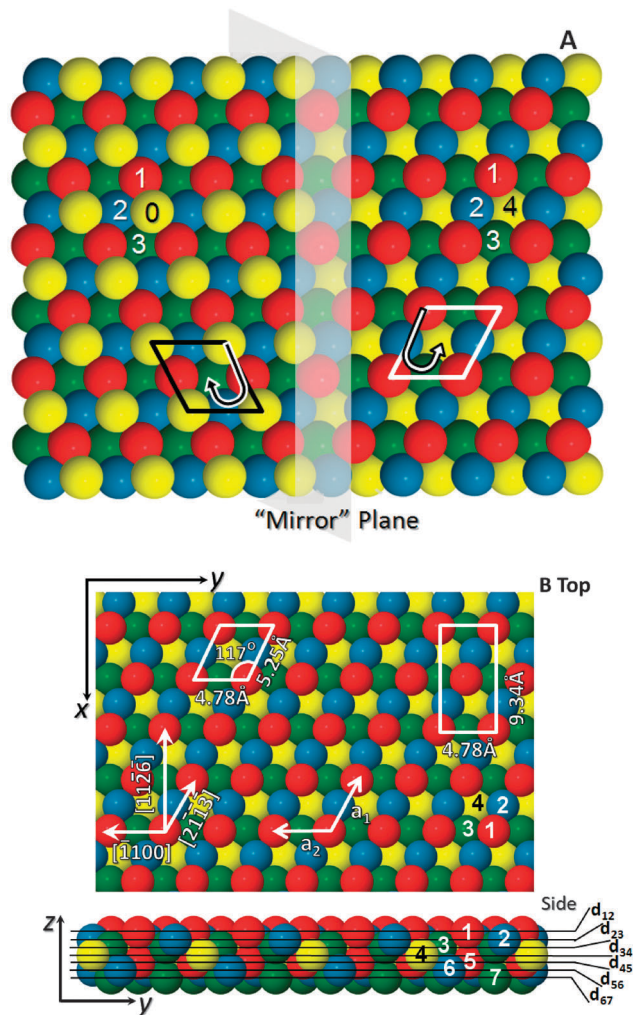 A
1
1
2
0
2
4
3
3
“Mirror” Plane
B Top
y
x
117°
5.25Å
4.78Å
9.34Å
4.78Å
[112̅6̅]
[21̅1̅3̅]
[1̅100]
a₁
a₂
4
2
3
1
Side
z
y
1
2
3
4
5
6
7
d₁₂
d₂₃
d₃₄
d₄₅
d₅₆
d₆₇